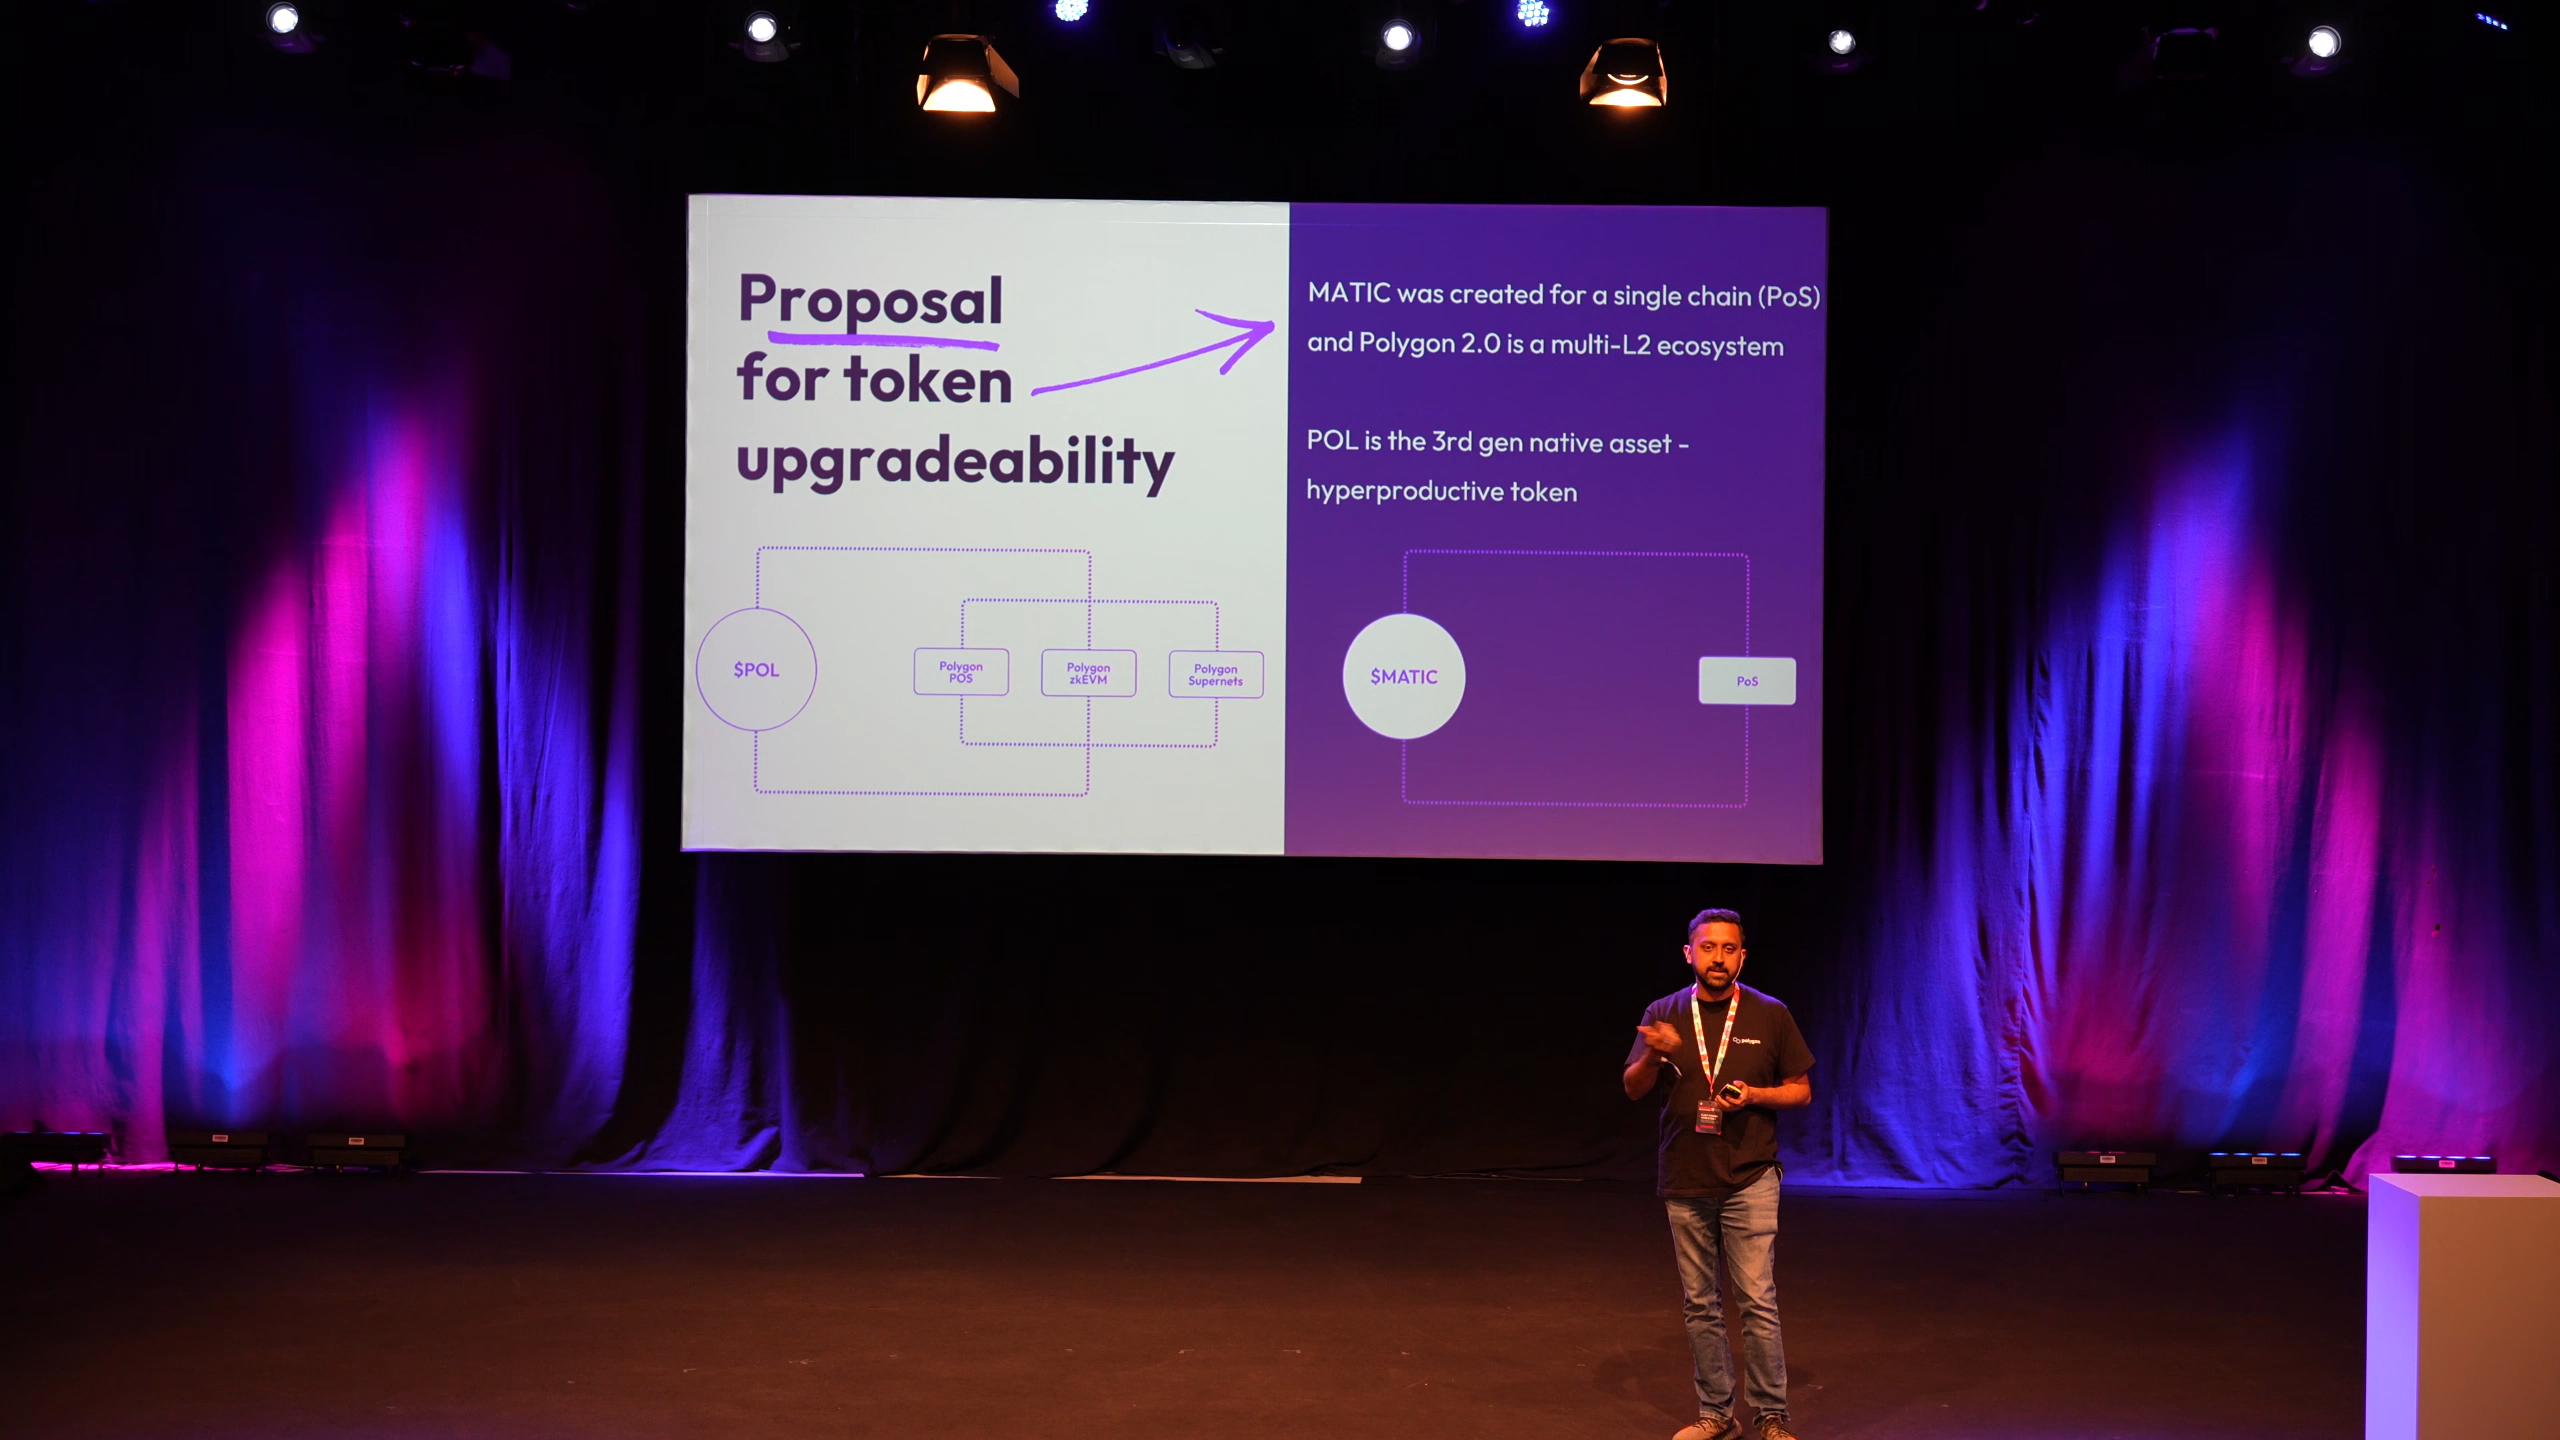 Proposal
for token
upgradeability
$POL
Polygon
POS
Polygon
zkEVM
Polygon
Supernets
MATIC was created for a single chain (PoS)
and Polygon 2.0 is a multi-L2 ecosystem
POL is the 3rd gen native asset -
hyperproductive token
$MATIC
PoS
polygon